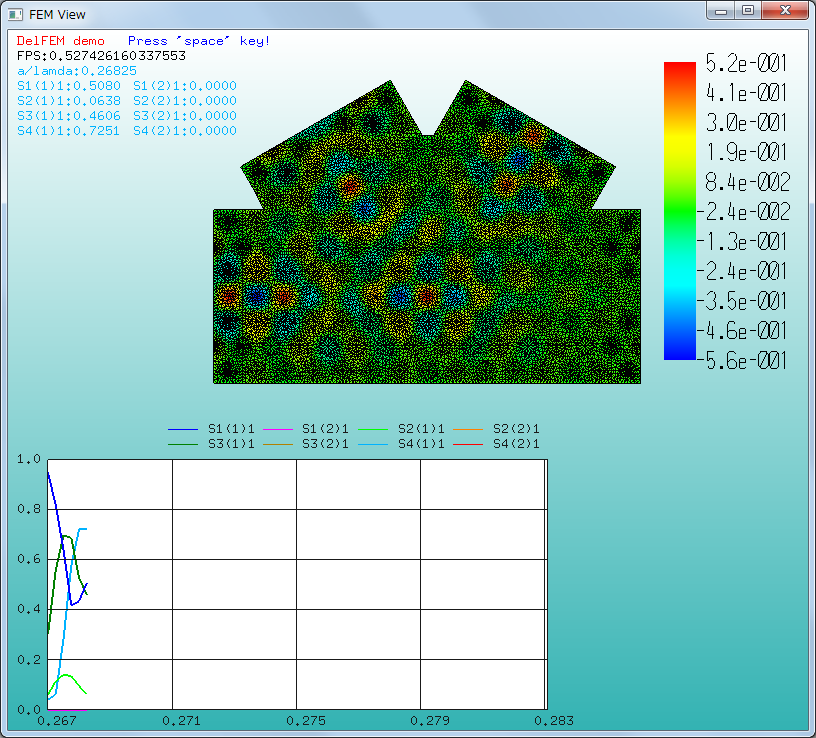 FEM View
DelFEM demo Press "space" key!
FPS:0.527426160337553
a/lamda:0.26825
S1(1)1:0.5080 S1(2)1:0.0000
S2(1)1:0.0638 S2(2)1:0.0000
S3(1)1:0.4606 S3(2)1:0.0000
S4(1)1:0.7251 S4(2)1:0.0000
5.2e-001
4.1e-001
3.0e-001
1.9e-001
8.4e-002
-2.4e-002
-1.3e-001
-2.4e-001
-3.5e-001
-4.6e-001
-5.6e-001
S1(1)1 S1(2)1 S2(1)1 S2(2)1
S3(1)1 S3(2)1 S4(1)1 S4(2)1
1.0
0.8
0.6
0.4
0.2
0.0
0.267 0.271 0.275 0.279 0.283